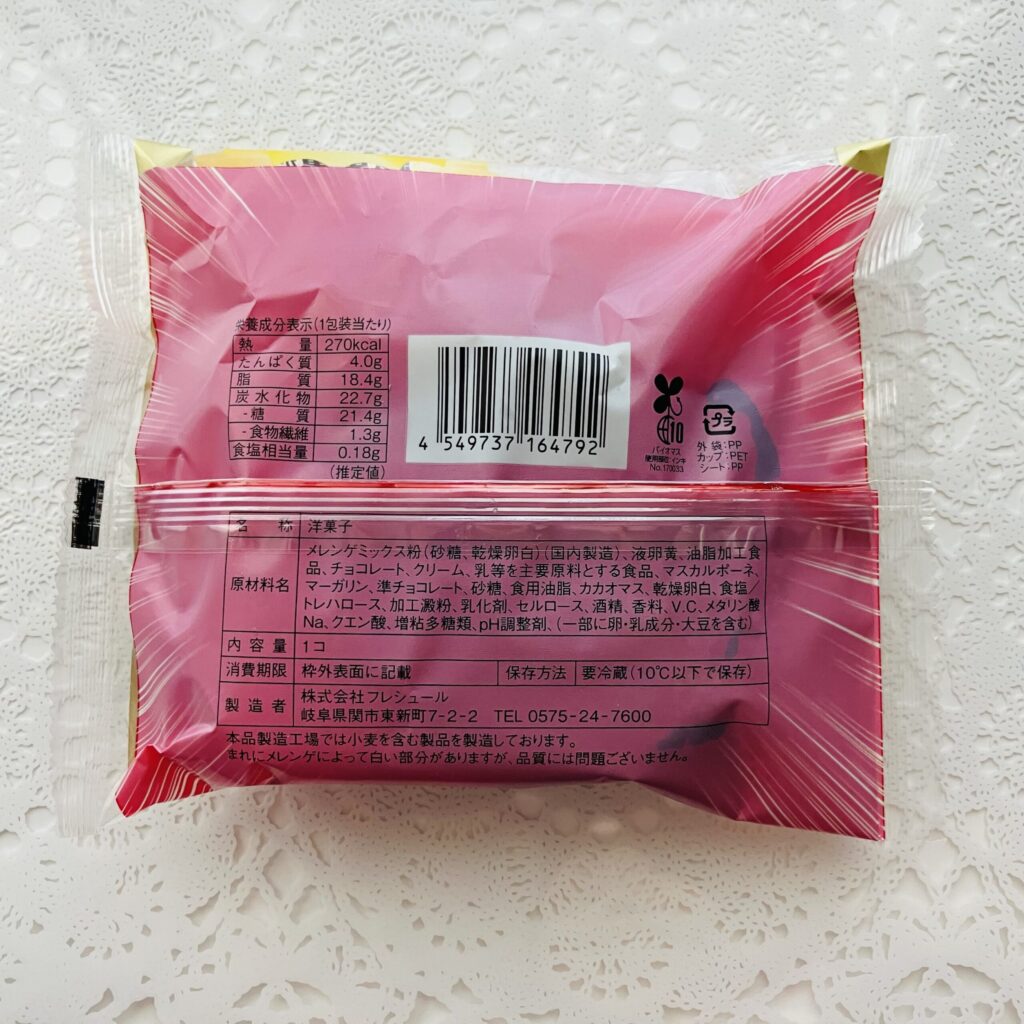 栄養成分表示(1包装当たり)
熱量 270kcal
たんぱく質 4.0g
脂質 18.4g
炭水化物 22.7g
-糖質 21.4g
-食物繊維 1.3g
食塩相当量 0.18g
(推定値)
4 549737 164792
10
バイオマス
使用部位:インキ
No.170033
プラ
外袋:PP
カップ:PET
シート:PP
名称 洋菓子
原材料名 メレンゲミックス粉(砂糖、乾燥卵白)(国内製造)、液卵黄、油脂加工食
品、チョコレート、クリーム、乳等を主要原料とする食品、マスカルポーネ、
マーガリン、準チョコレート、砂糖、食用油脂、カカオマス、乾燥卵白、食塩/
トレハロース、加工澱粉、乳化剤、セルロース、酒精、香料、V.C、メタリン酸
Na、クエン酸、増粘多糖類、pH調整剤、(一部に卵・乳成分・大豆を含む)
内容量 1コ
消費期限 枠外表面に記載 保存方法 要冷蔵(10℃以下で保存)
製造者 株式会社フレシュール
岐阜県関市東新町7-2-2 TEL 0575-24-7600
本品製造工場では小麦を含む製品を製造しております。
まれにメレンゲによって白い部分がありますが、品質には問題ございません。